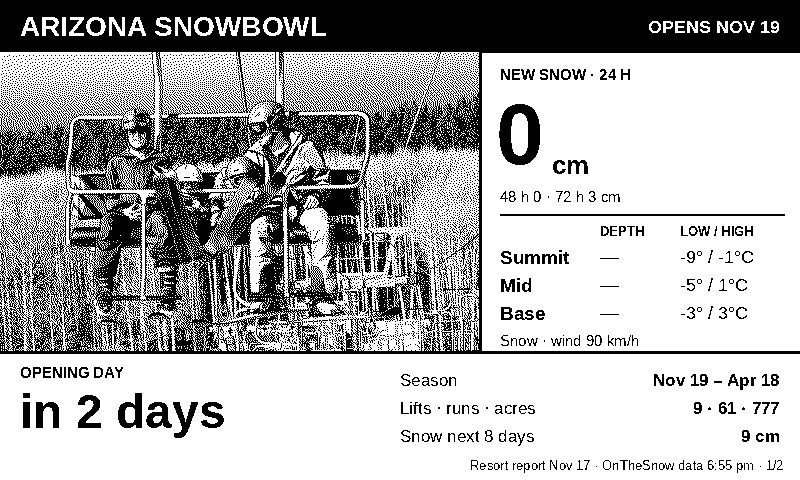 ARIZONA SNOWBOWL
OPENS NOV 19
NEW SNOW · 24 H
0 cm
48 h 0 · 72 h 3 cm
DEPTH LOW / HIGH
Summit — -9° / -1°C
Mid — -5° / 1°C
Base — -3° / 3°C
Snow · wind 90 km/h
OPENING DAY
in 2 days
Season Nov 19 – Apr 18
Lifts · runs · acres 9 · 61 · 777
Snow next 8 days 9 cm
Resort report Nov 17 · OnTheSnow data 6:55 pm · 1/2